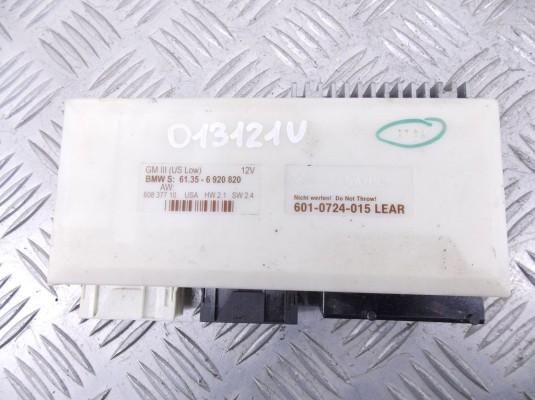 013121U
GM III (US Low) 12V
BMW S: 61.35 - 6 920 820
AW:
608 377 10 USA HW 2.1 SW 2.4
Nicht werfen! Do Not Throw!
601-0724-015 LEAR